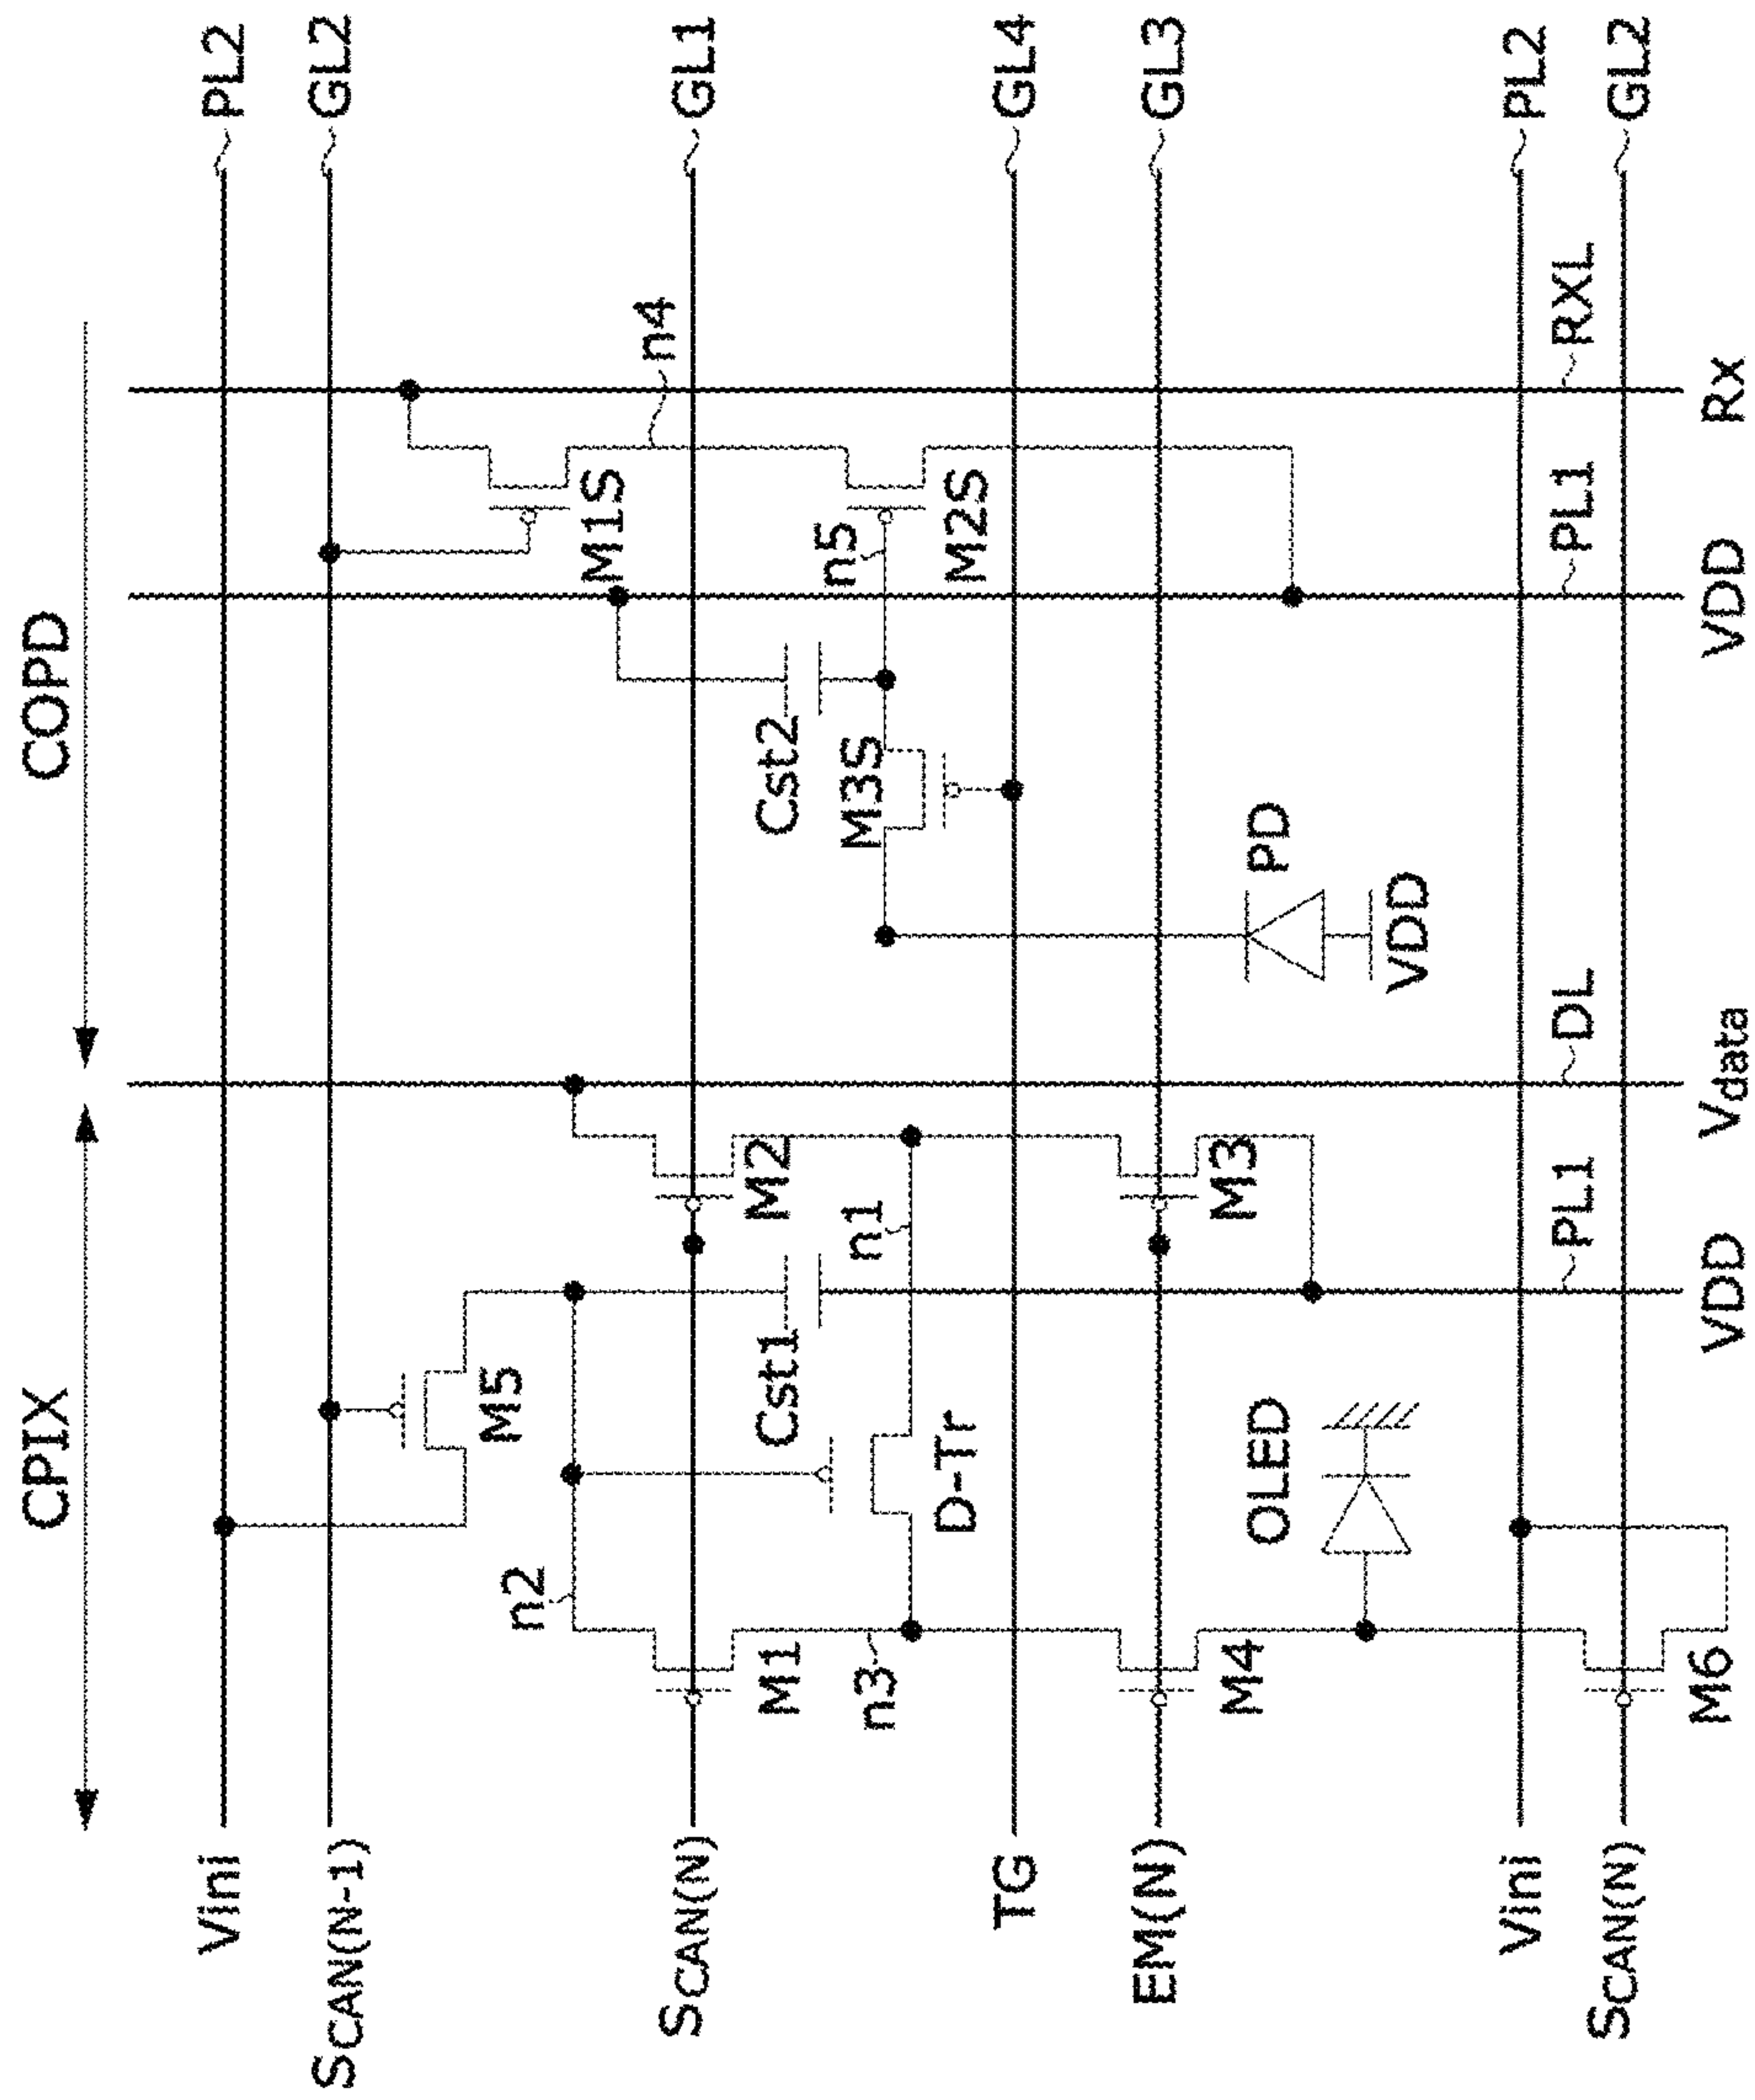 CPIX
COPD
Vini
PL2
SCAN(N-1)
GL2
M5
n2
M1S
n4
SCAN(N)
GL1
M1
Cst1
M2
Cst2
n5
n3
n1
M3S
D-Tr
M2S
TG
GL4
EM(N)
GL3
M4
OLED
M3
PD
VDD
Vini
PL2
PL1
DL
PL1
RXL
SCAN(N)
GL2
M6
VDD
Vdata
VDD
Rx